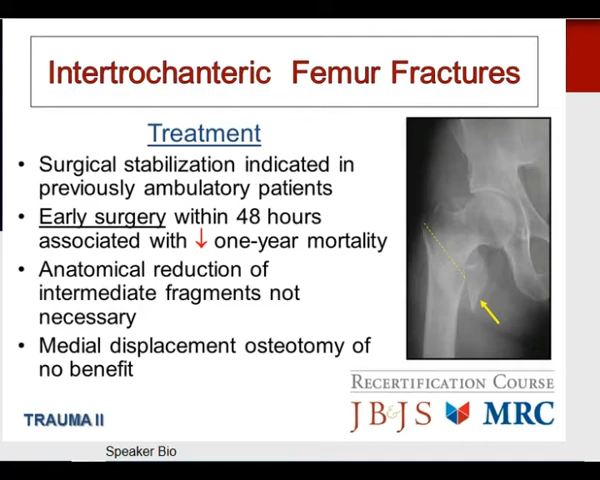 Intertrochanteric Femur Fractures
Treatment
• Surgical stabilization indicated in
previously ambulatory patients
• Early surgery within 48 hours
associated with ↓ one-year mortality
• Anatomical reduction of
intermediate fragments not
necessary
• Medial displacement osteotomy of
no benefit
RECERTIFICATION COURSE
JB&JS MRC
TRAUMA II
Speaker Bio